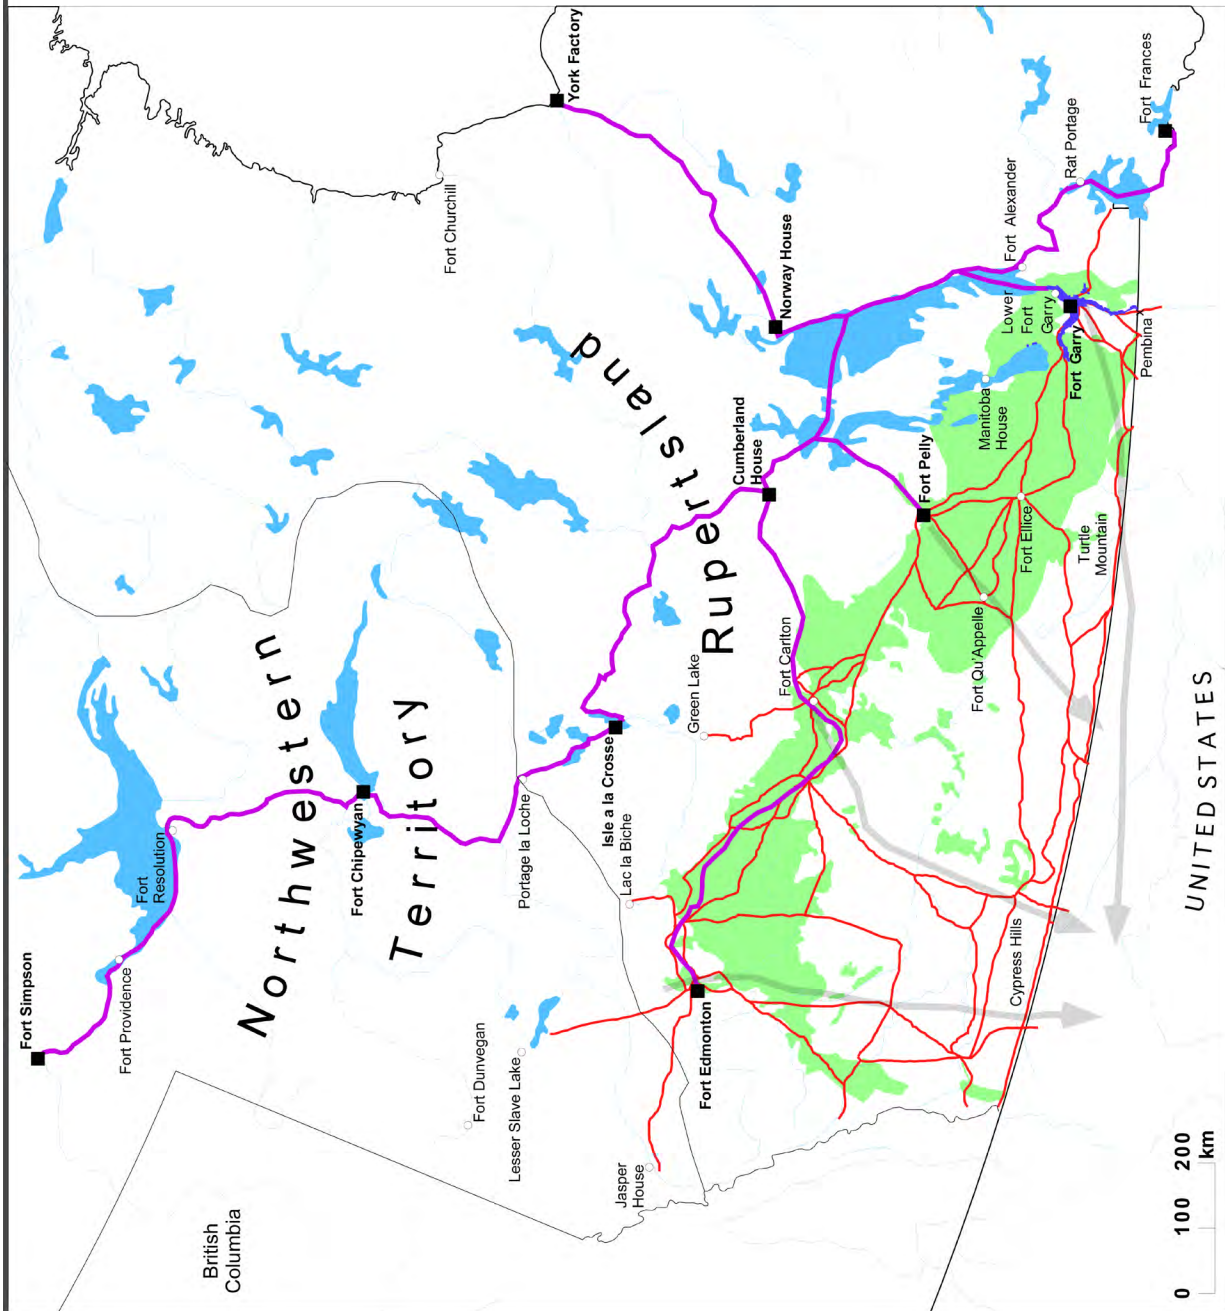 York Factory
Fort Churchill
Fort Frances
Rat Portage
Fort Alexander
Norway House
Lower
Fort
Garry
Fort Garry
Pembina
Manitoba
House
Cumberland
House
Fort Pelly
Rupertsland
Fort Ellice
Turtle
Mountain
Fort Qu'Appelle
Fort Carlton
Green Lake
Isle a la Crosse
Portage la Loche
Lac la Biche
Northwestern
Territory
Fort Chipewyan
Fort
Resolution
Fort Simpson
Fort Providence
Fort Dunvegan
Lesser Slave Lake
Fort Edmonton
Jasper
House
Cypress Hills
UNITED STATES
British
Columbia
0 100 200
km